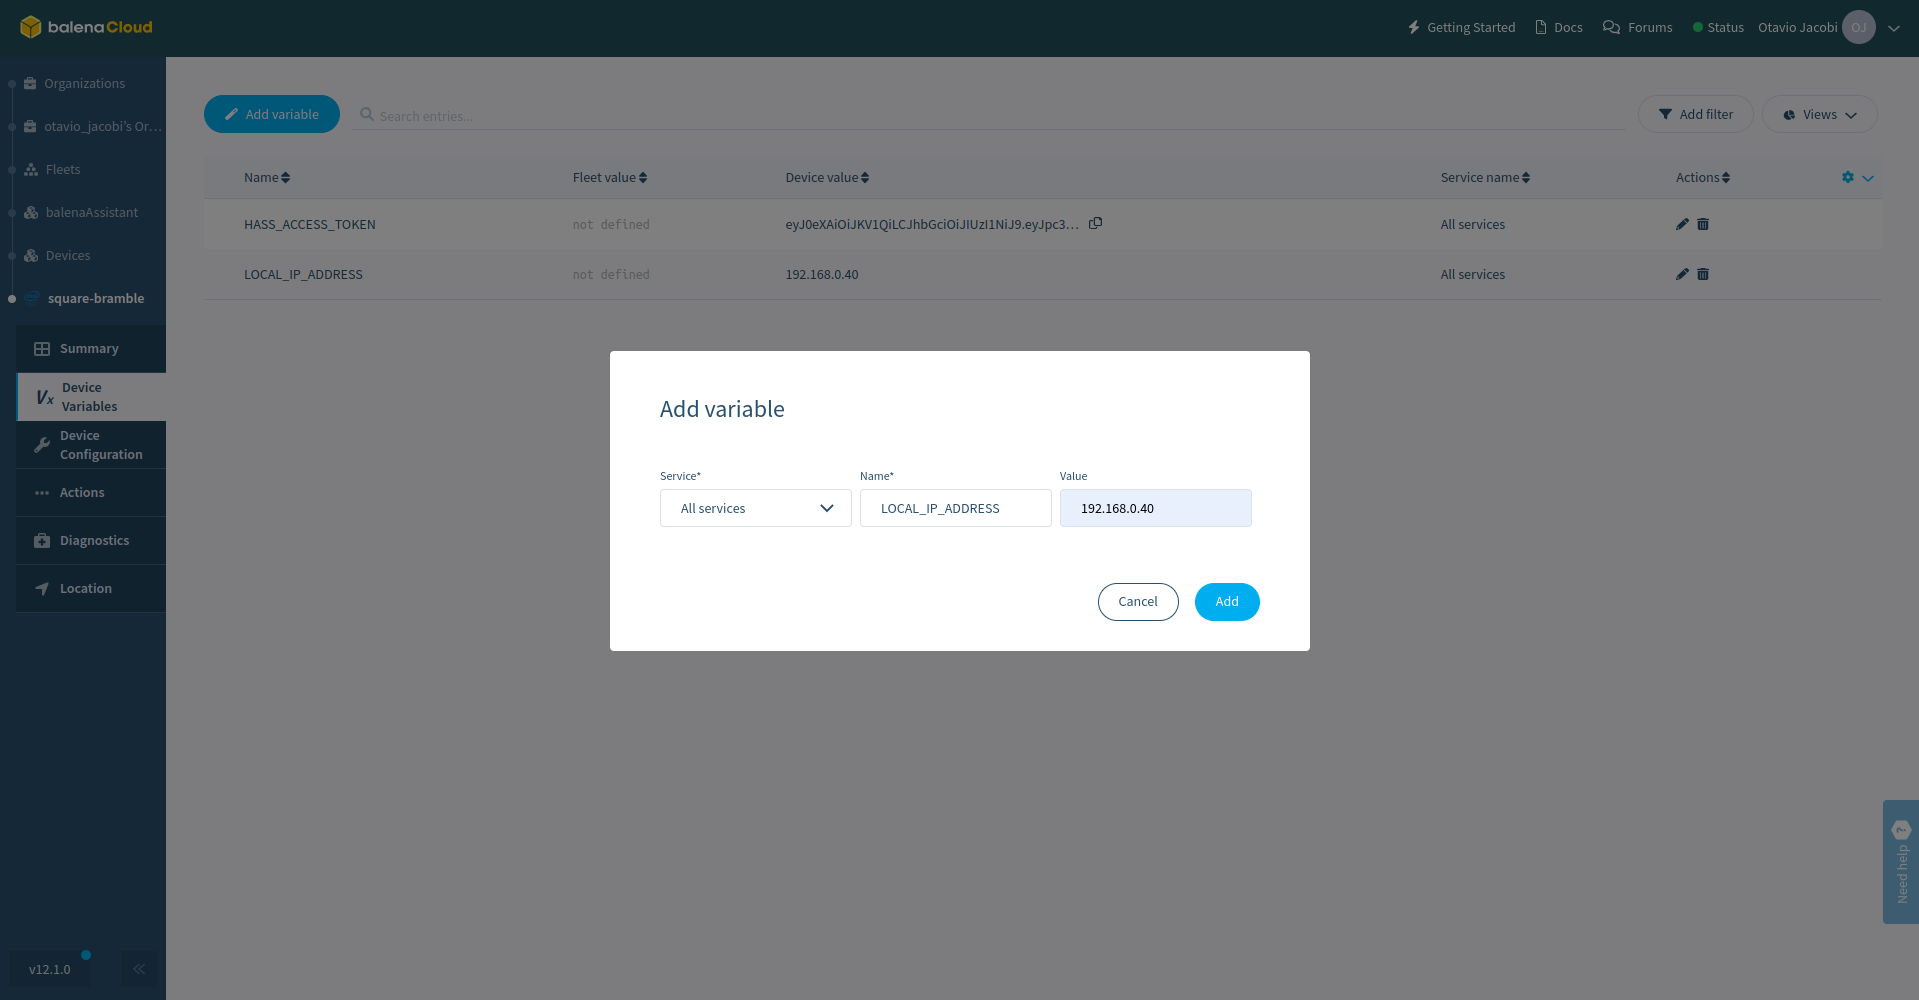 balenaCloud
Getting Started
Docs
Forums
Status
Otavio Jacobi
OJ
Organizations
otavio_jacobi's Or...
Fleets
balenaAssistant
Devices
square-bramble
Summary
Vx
Device
Variables
Device
Configuration
Actions
Diagnostics
Location
v12.1.0
Add variable
Search entries...
Add filter
Views
Name Fleet value Device value Service name Actions
HASS_ACCESS_TOKEN not defined eyJ0eXAiOiJKV1QiLCJhbGciOiJIUzI1NiJ9.eyJpc3... All services
LOCAL_IP_ADDRESS not defined 192.168.0.40 All services
Add variable
Service* Name* Value
All services LOCAL_IP_ADDRESS 192.168.0.40
Cancel Add
Need help ?